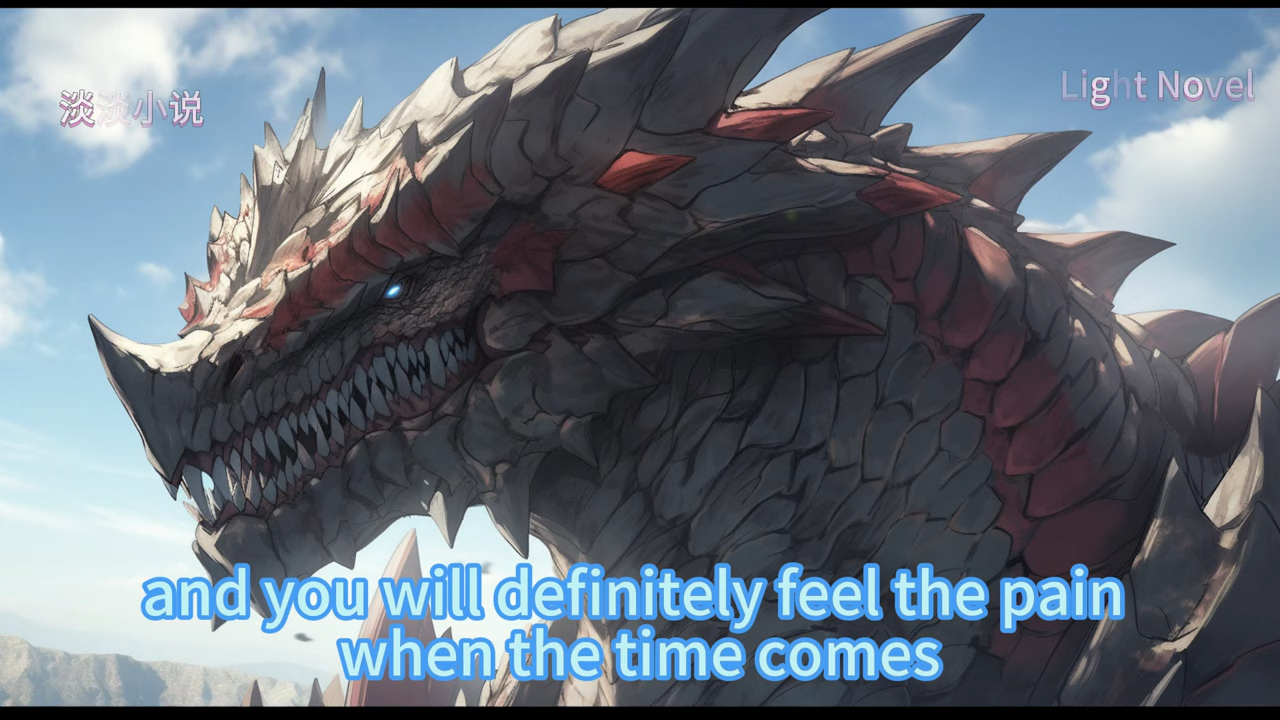 淡淡小说
Light Novel
and you will definitely feel the pain
when the time comes